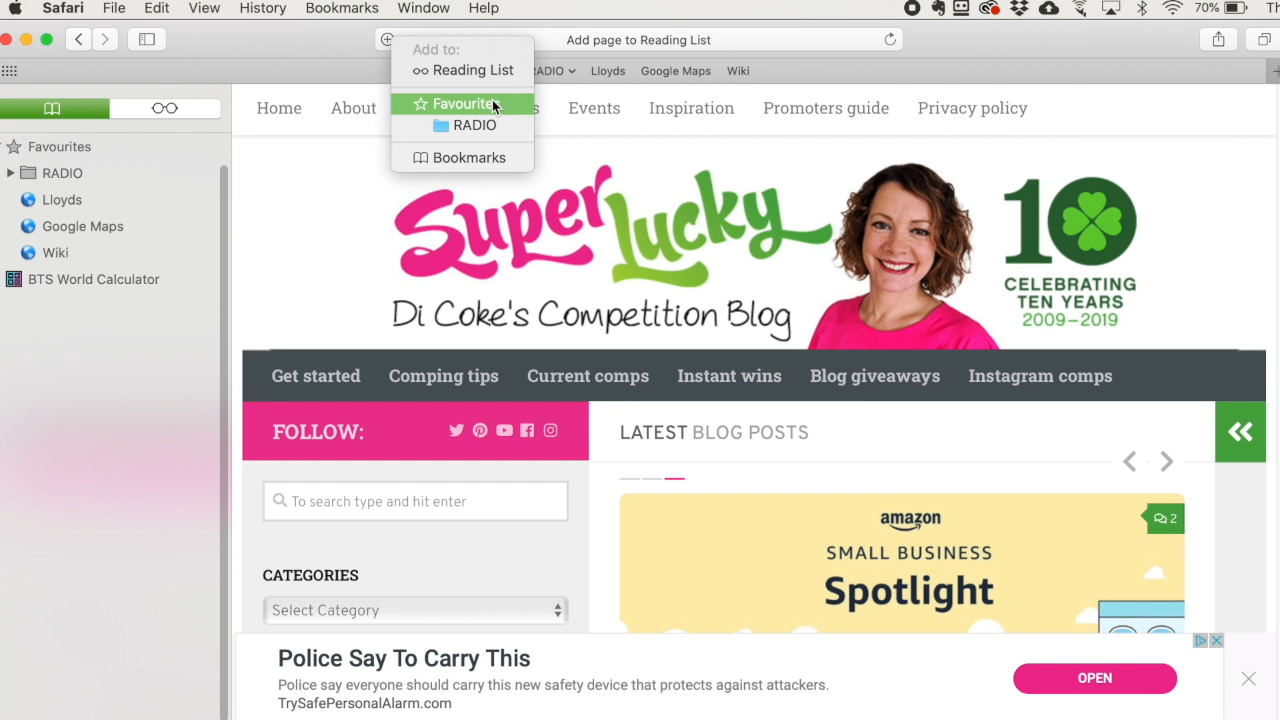 Safari File Edit View History Bookmarks Window Help 70%
Add page to Reading List
Add to:
Reading List
Favourites
RADIO
Bookmarks
Lloyds Google Maps Wiki
Home About Events Inspiration Promoters guide Privacy policy
Favourites
RADIO
Lloyds
Google Maps
Wiki
BTS World Calculator
Super Lucky
Di Coke's Competition Blog
10
CELEBRATING
TEN YEARS
2009–2019
Get started Comping tips Current comps Instant wins Blog giveaways Instagram comps
FOLLOW:
LATEST BLOG POSTS
To search type and hit enter
2
amazon
SMALL BUSINESS
Spotlight
CATEGORIES
Select Category
Police Say To Carry This
Police say everyone should carry this new safety device that protects against attackers.
TrySafePersonalAlarm.com
OPEN